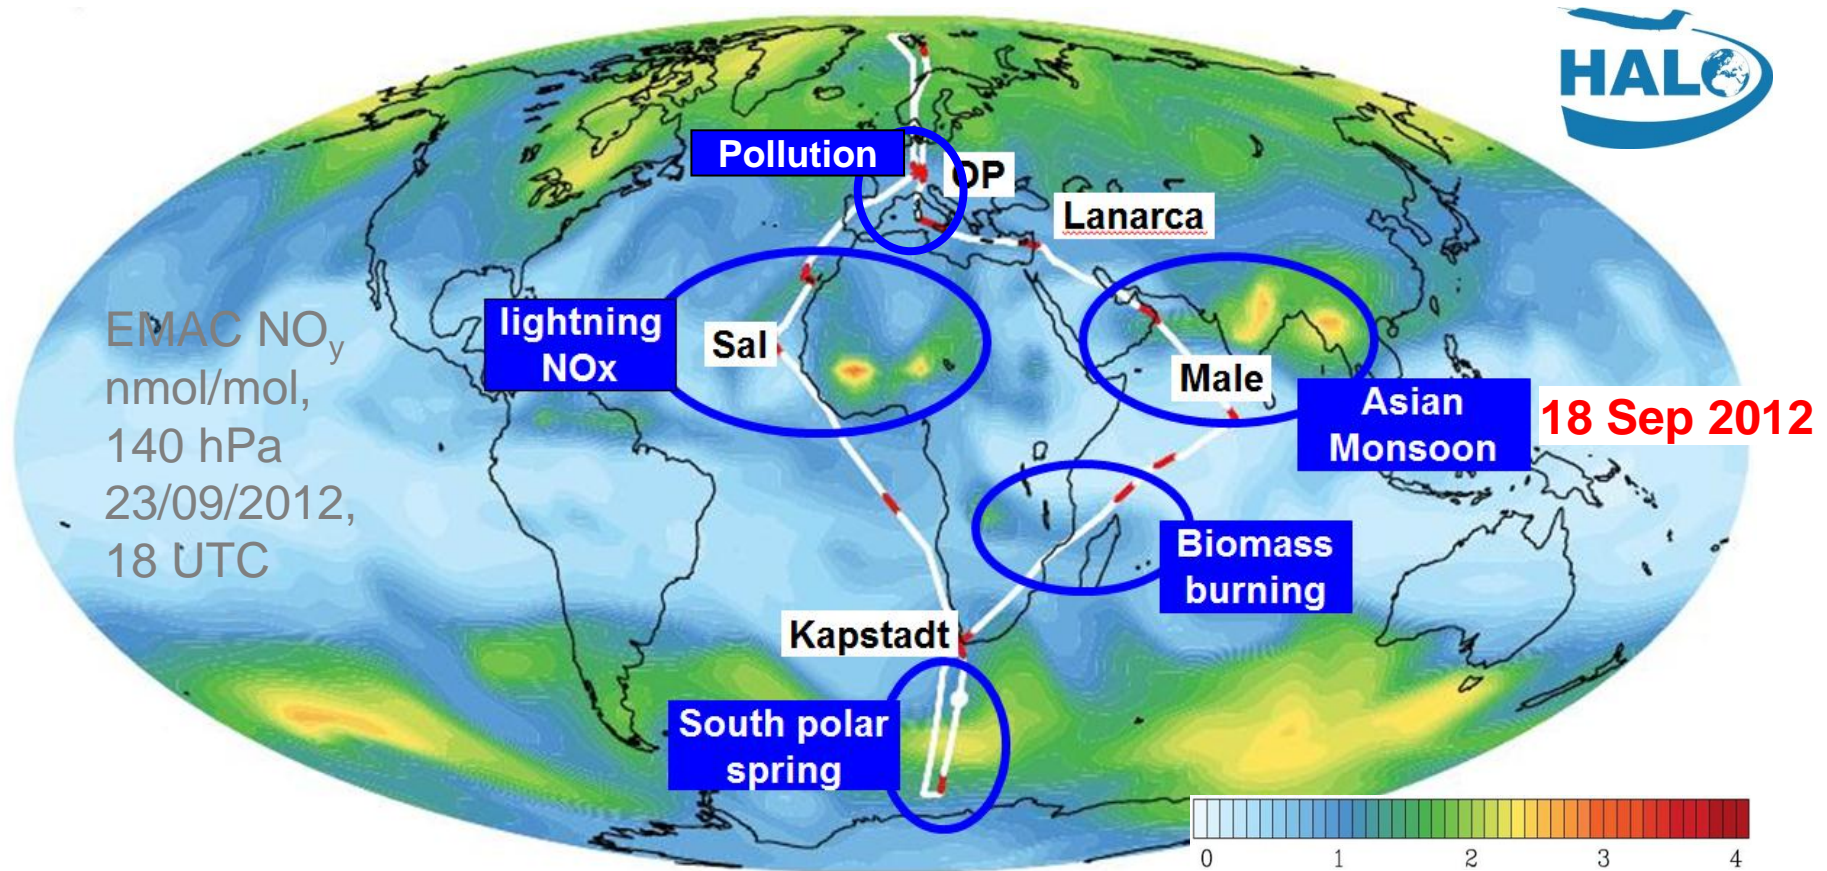 HALO
Pollution
OP
Lanarca
lightning
NOx
Sal
EMAC NOy
nmol/mol,
140 hPa
23/09/2012,
18 UTC
Male
Asian
Monsoon
18 Sep 2012
Biomass
burning
Kapstadt
South polar
spring
0 1 2 3 4